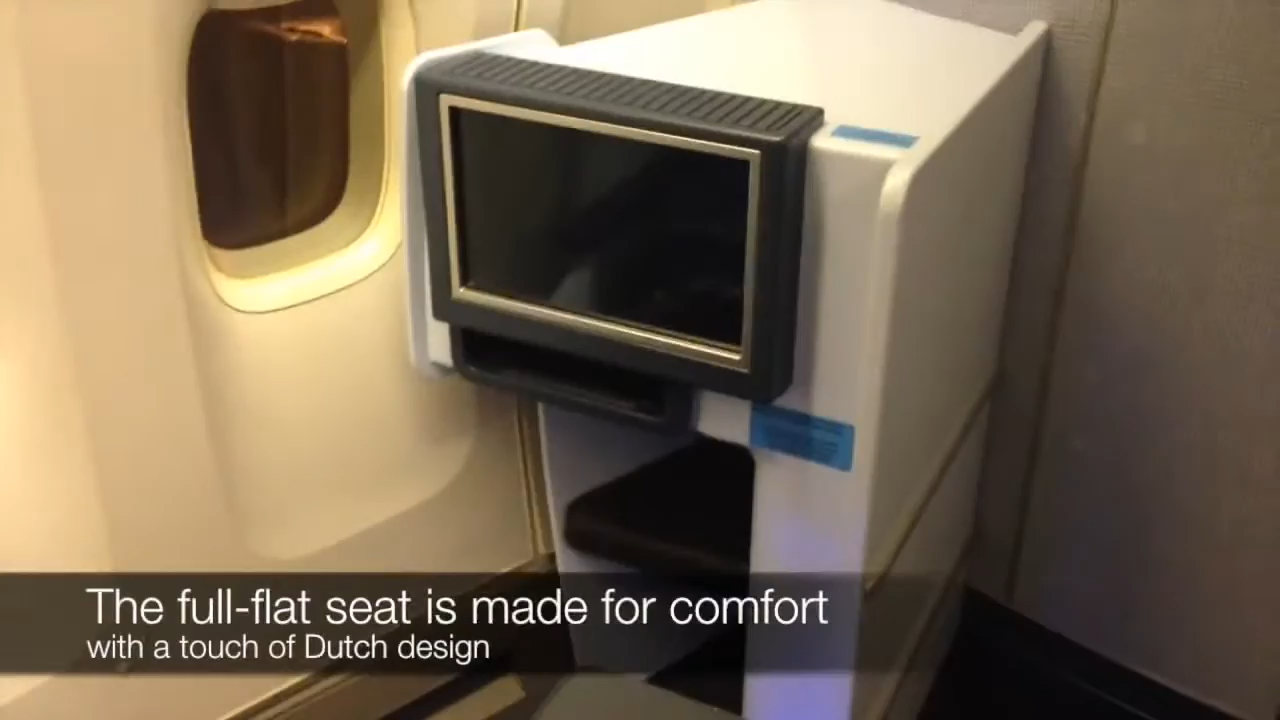 The full-flat seat is made for comfort
with a touch of Dutch design